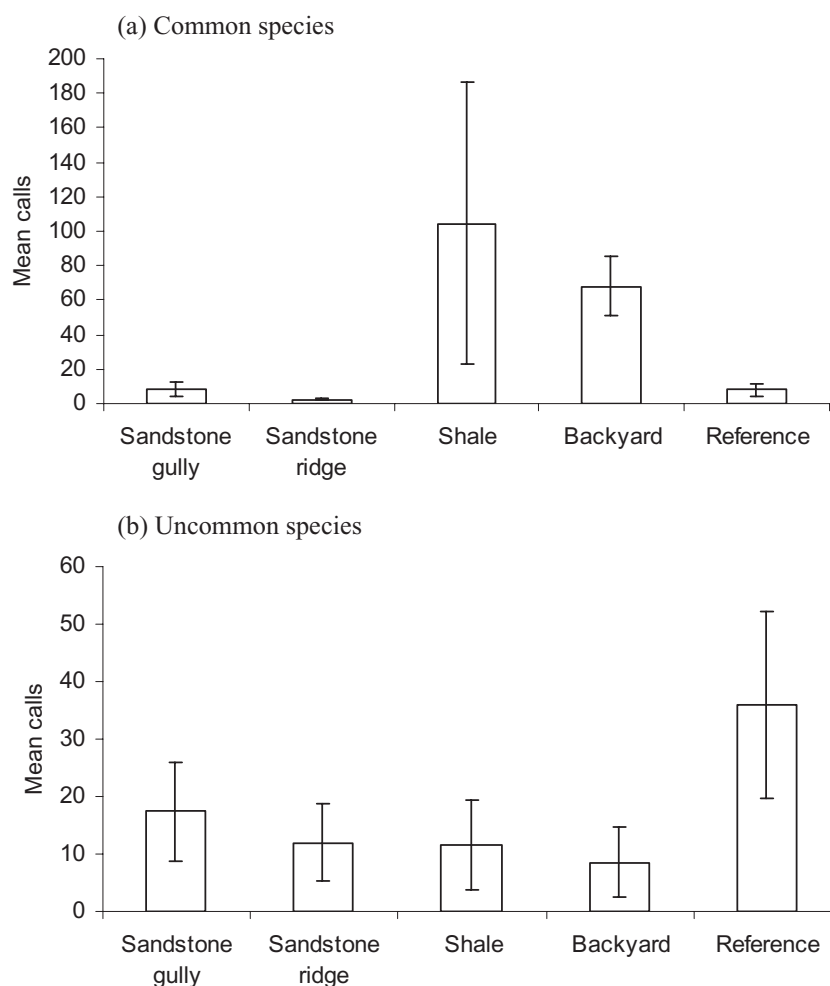 (a) Common species
200
180
160
140
120
100
80
60
40
20
0
Mean calls
Sandstone gully
Sandstone ridge
Shale
Backyard
Reference
(b) Uncommon species
60
50
40
30
20
10
0
Mean calls
Sandstone gully
Sandstone ridge
Shale
Backyard
Reference